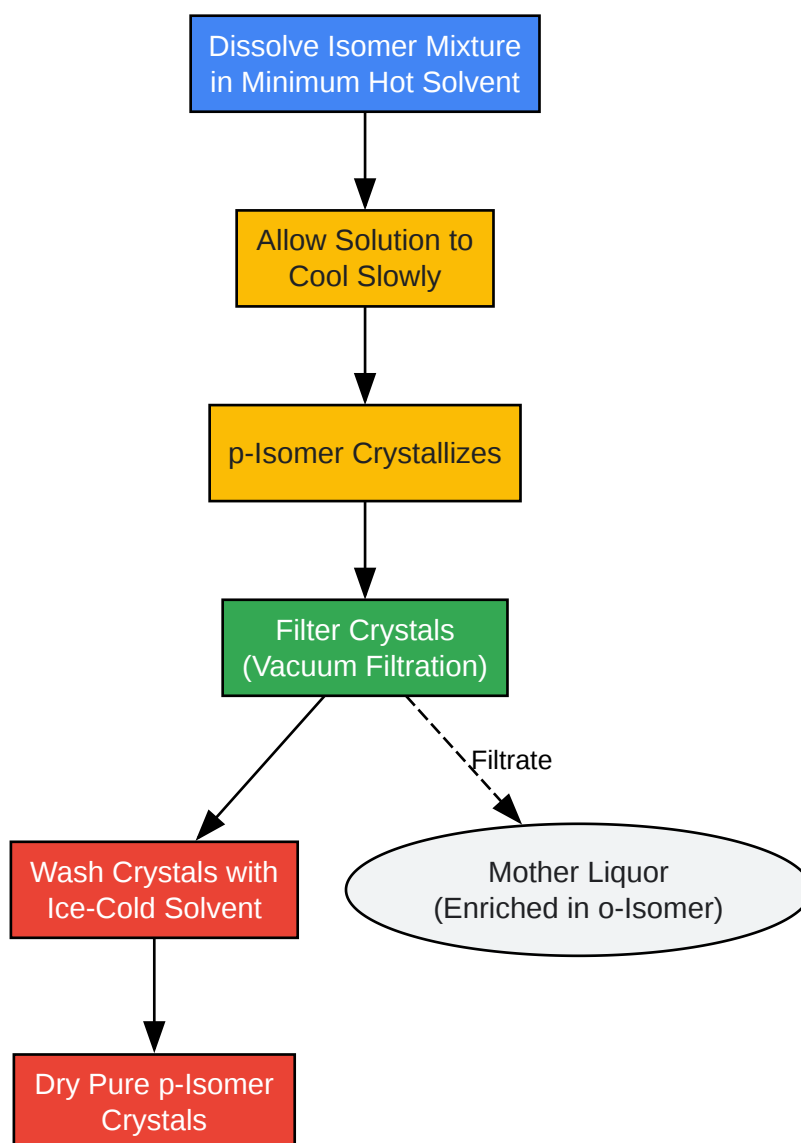 Dissolve Isomer Mixture
in Minimum Hot Solvent
Allow Solution to
Cool Slowly
p-Isomer Crystallizes
Filter Crystals
(Vacuum Filtration)
Filtrate
Wash Crystals with
Ice-Cold Solvent
Mother Liquor
(Enriched in o-Isomer)
Dry Pure p-Isomer
Crystals